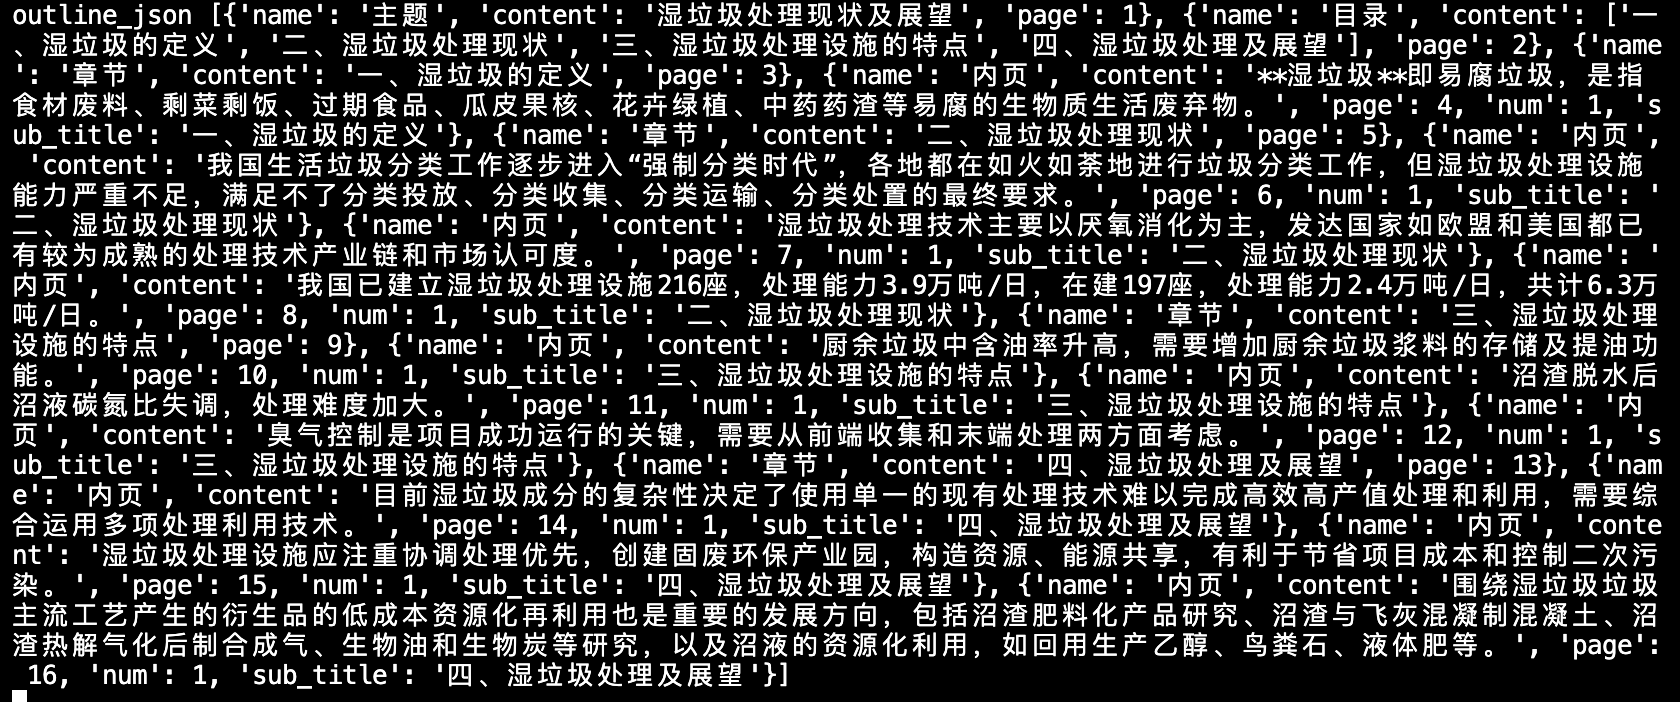 outline_json [{'name': '主题', 'content': '湿垃圾处理现状及展望', 'page': 1}, {'name': '目录', 'content': ['一
、湿垃圾的定义', '二、湿垃圾处理现状', '三、湿垃圾处理设施的特点', '四、湿垃圾处理及展望'], 'page': 2}, {'name
': '章节', 'content': '一、湿垃圾的定义', 'page': 3}, {'name': '内页', 'content': '**湿垃圾**即易腐垃圾，是指
食材废料、剩菜剩饭、过期食品、瓜皮果核、花卉绿植、中药药渣等易腐的生物质生活废弃物。', 'page': 4, 'num': 1, 's
ub_title': '一、湿垃圾的定义'}, {'name': '章节', 'content': '二、湿垃圾处理现状', 'page': 5}, {'name': '内页',
 'content': '我国生活垃圾分类工作逐步进入“强制分类时代”，各地都在如火如荼地进行垃圾分类工作，但湿垃圾处理设施
能力严重不足，满足不了分类投放、分类收集、分类运输、分类处置的最终要求。', 'page': 6, 'num': 1, 'sub_title': '
二、湿垃圾处理现状'}, {'name': '内页', 'content': '湿垃圾处理技术主要以厌氧消化为主，发达国家如欧盟和美国都已
有较为成熟的处理技术产业链和市场认可度。', 'page': 7, 'num': 1, 'sub_title': '二、湿垃圾处理现状'}, {'name': '
内页', 'content': '我国已建立湿垃圾处理设施216座，处理能力3.9万吨/日，在建197座，处理能力2.4万吨/日，共计6.3万
吨/日。', 'page': 8, 'num': 1, 'sub_title': '二、湿垃圾处理现状'}, {'name': '章节', 'content': '三、湿垃圾处理
设施的特点', 'page': 9}, {'name': '内页', 'content': '厨余垃圾中含油率升高，需要增加厨余垃圾浆料的存储及提油功
能。', 'page': 10, 'num': 1, 'sub_title': '三、湿垃圾处理设施的特点'}, {'name': '内页', 'content': '沼渣脱水后
沼液碳氮比失调，处理难度加大。', 'page': 11, 'num': 1, 'sub_title': '三、湿垃圾处理设施的特点'}, {'name': '内
页', 'content': '臭气控制是项目成功运行的关键，需要从前端收集和末端处理两方面考虑。', 'page': 12, 'num': 1, 's
ub_title': '三、湿垃圾处理设施的特点'}, {'name': '章节', 'content': '四、湿垃圾处理及展望', 'page': 13}, {'nam
e': '内页', 'content': '目前湿垃圾成分的复杂性决定了使用单一的现有处理技术难以完成高效高产值处理和利用，需要综
合运用多项处理利用技术。', 'page': 14, 'num': 1, 'sub_title': '四、湿垃圾处理及展望'}, {'name': '内页', 'conte
nt': '湿垃圾处理设施应注重协调处理优先，创建固废环保产业园，构造资源、能源共享，有利于节省项目成本和控制二次污
染。', 'page': 15, 'num': 1, 'sub_title': '四、湿垃圾处理及展望'}, {'name': '内页', 'content': '围绕湿垃圾垃圾
主流工艺产生的衍生品的低成本资源化再利用也是重要的发展方向，包括沼渣肥料化产品研究、沼渣与飞灰混凝制混凝土、沼
渣热解气化后制合成气、生物油和生物炭等研究，以及沼液的资源化利用，如回用生产乙醇、鸟粪石、液体肥等。', 'page':
 16, 'num': 1, 'sub_title': '四、湿垃圾处理及展望'}]